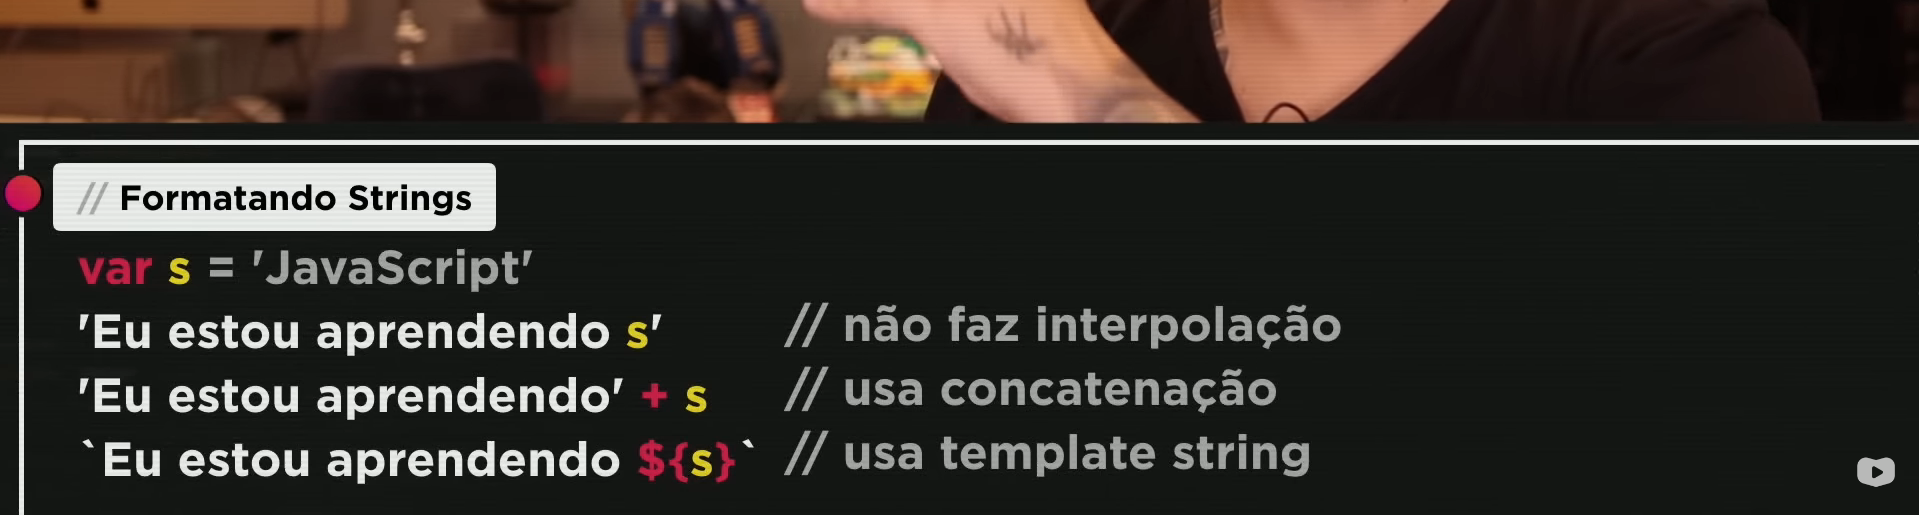 // Formatando Strings
var s = 'JavaScript'
'Eu estou aprendendo s' // não faz interpolação
'Eu estou aprendendo' + s // usa concatenação
`Eu estou aprendendo ${s}` // usa template string